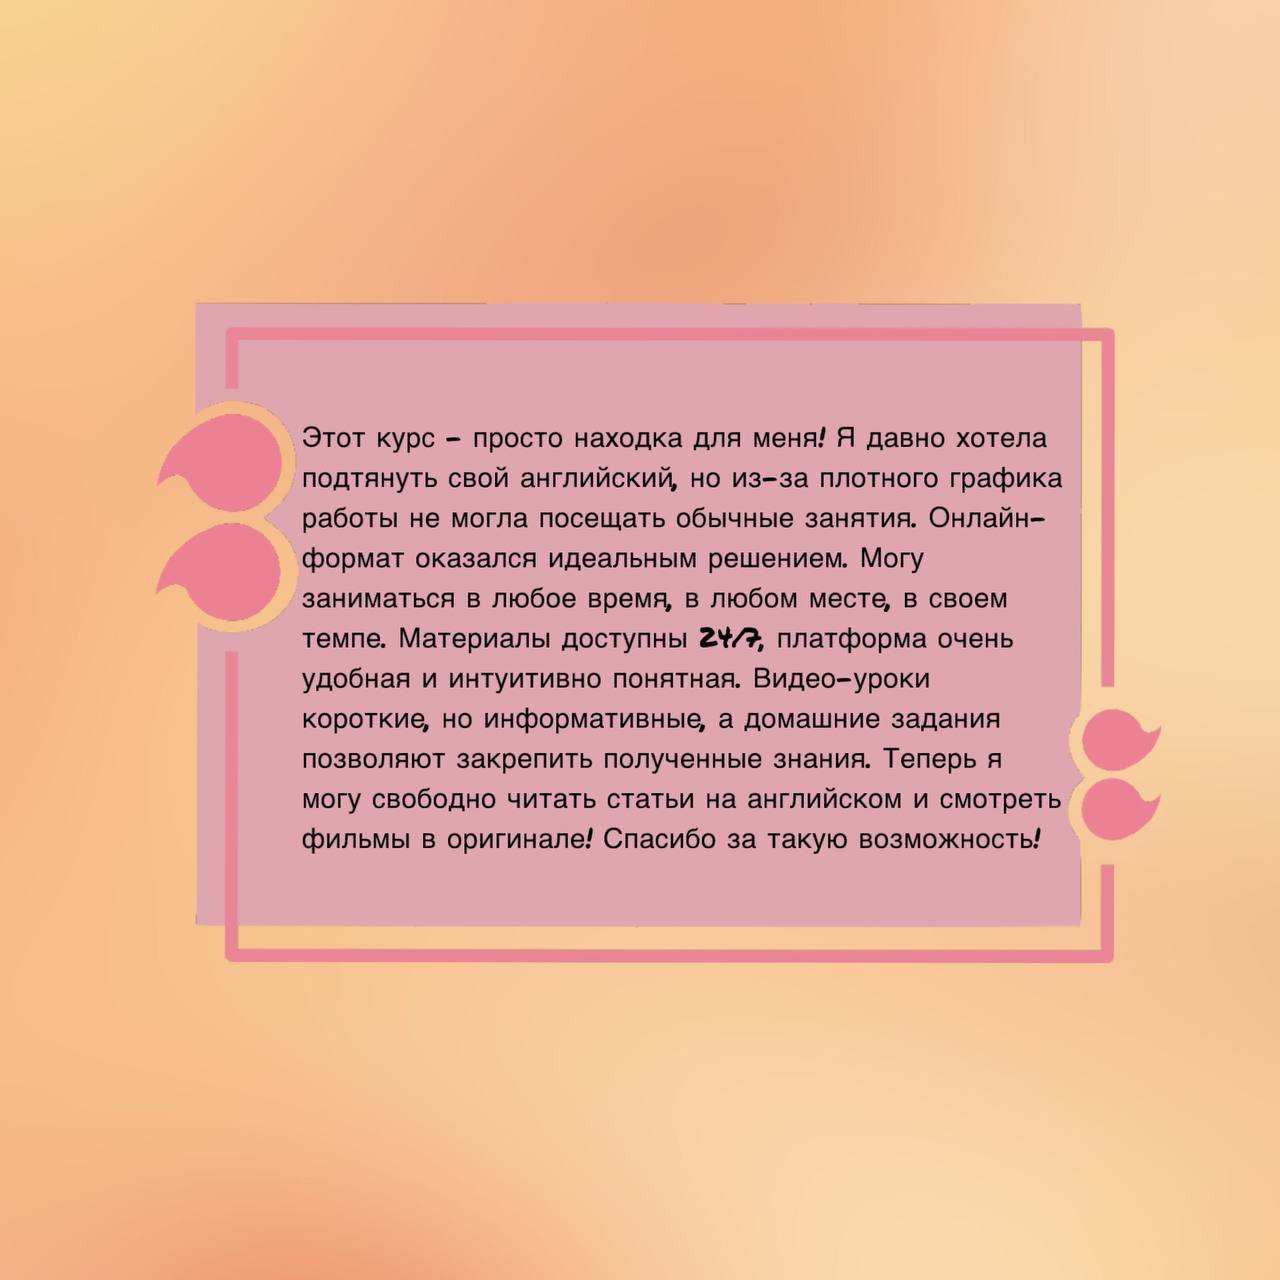 Этот курс – просто находка для меня! Я давно хотела
подтянуть свой английский, но из-за плотного графика
работы не могла посещать обычные занятия. Онлайн-
формат оказался идеальным решением. Могу
заниматься в любое время, в любом месте, в своем
темпе. Материалы доступны 24/7, платформа очень
удобная и интуитивно понятная. Видео-уроки
короткие, но информативные, а домашние задания
позволяют закрепить полученные знания. Теперь я
могу свободно читать статьи на английском и смотреть
фильмы в оригинале! Спасибо за такую возможность!